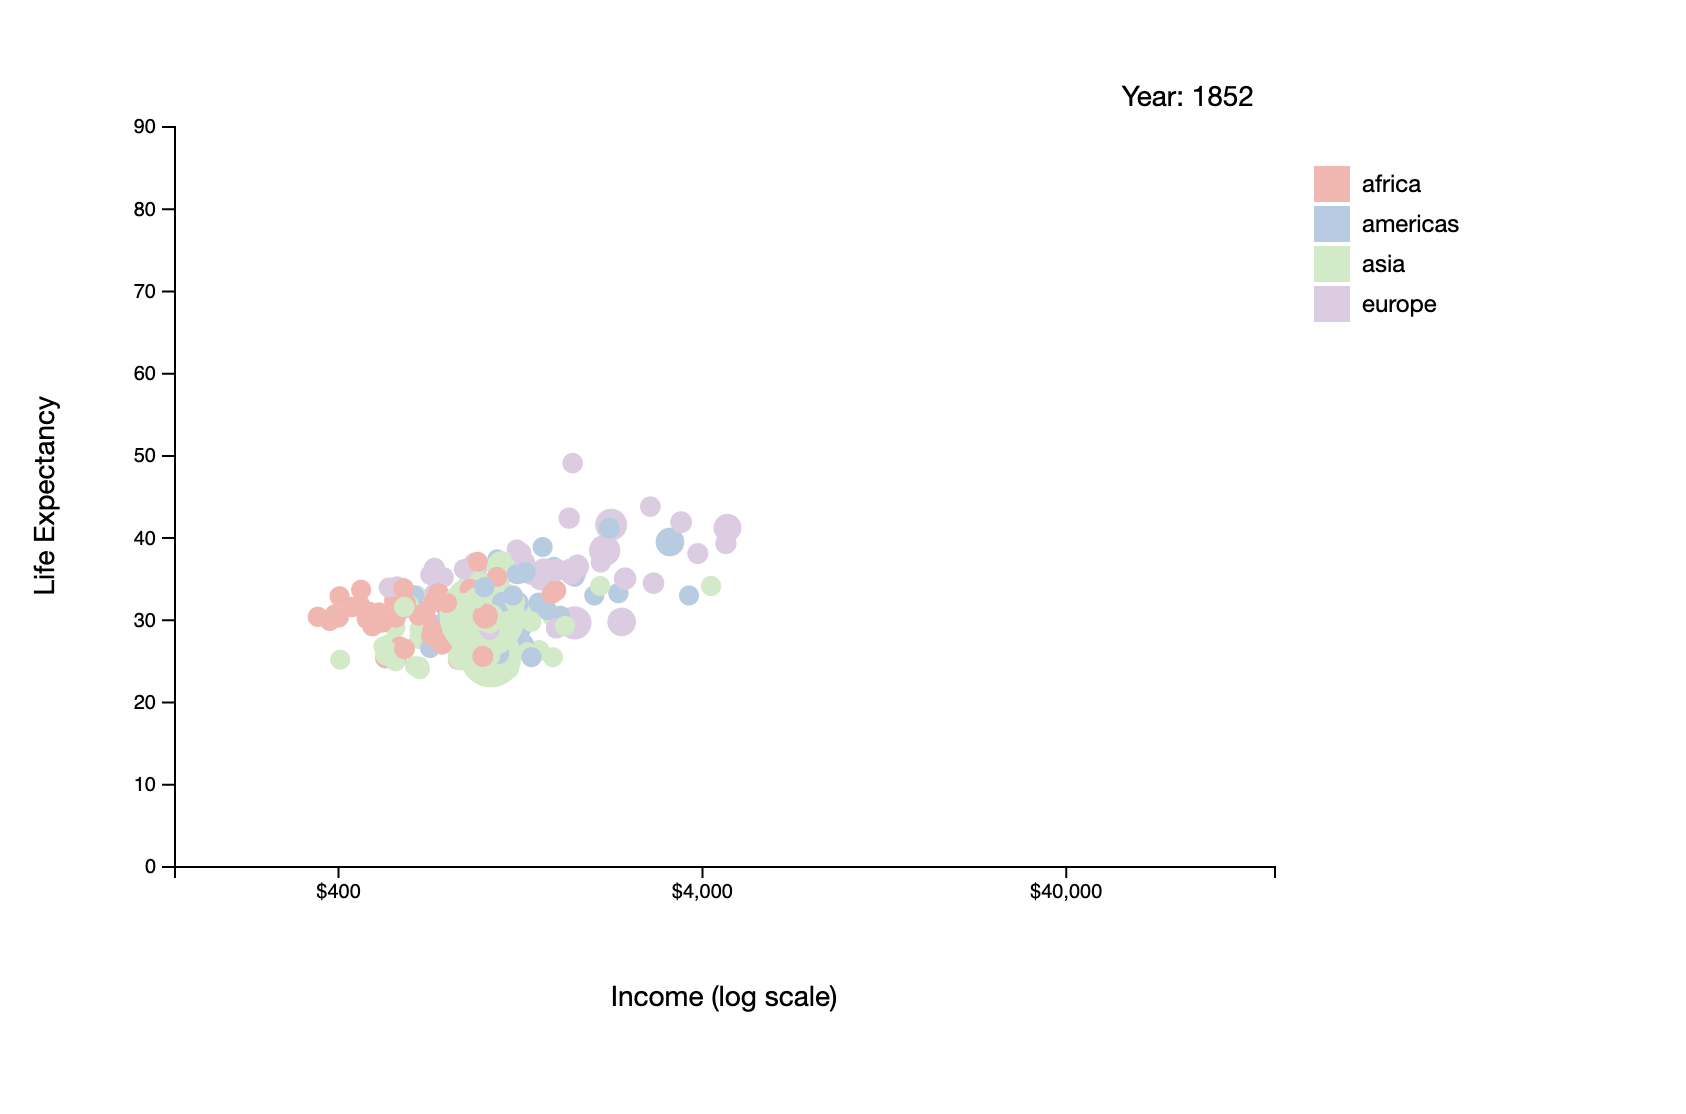 Year: 1852
africa
americas
asia
europe
90
80
70
60
50
40
30
20
10
0
Life Expectancy
$400
$4,000
$40,000
Income (log scale)